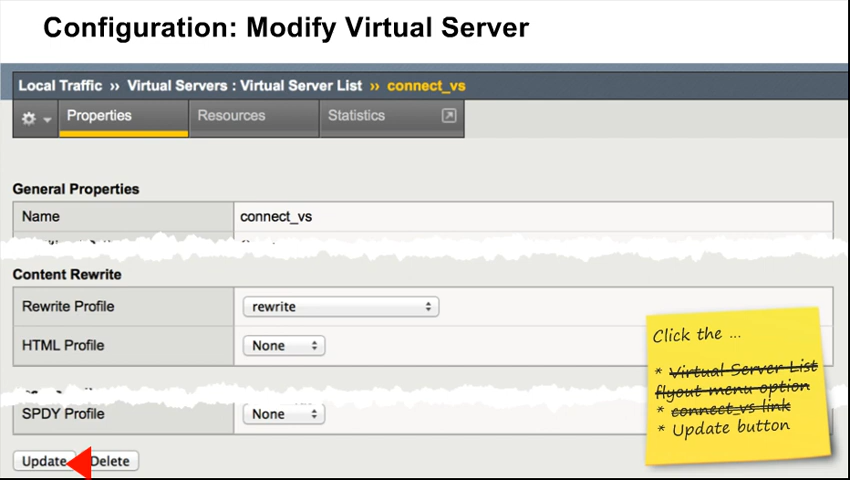 Configuration: Modify Virtual Server
Local Traffic ›› Virtual Servers : Virtual Server List ›› connect_vs
Properties Resources Statistics
General Properties
Name connect_vs
Content Rewrite
Rewrite Profile rewrite
HTML Profile None
SPDY Profile None
Update Delete
Click the ...
* Virtual Server List
flyout menu option
* connect_vs link
* Update button